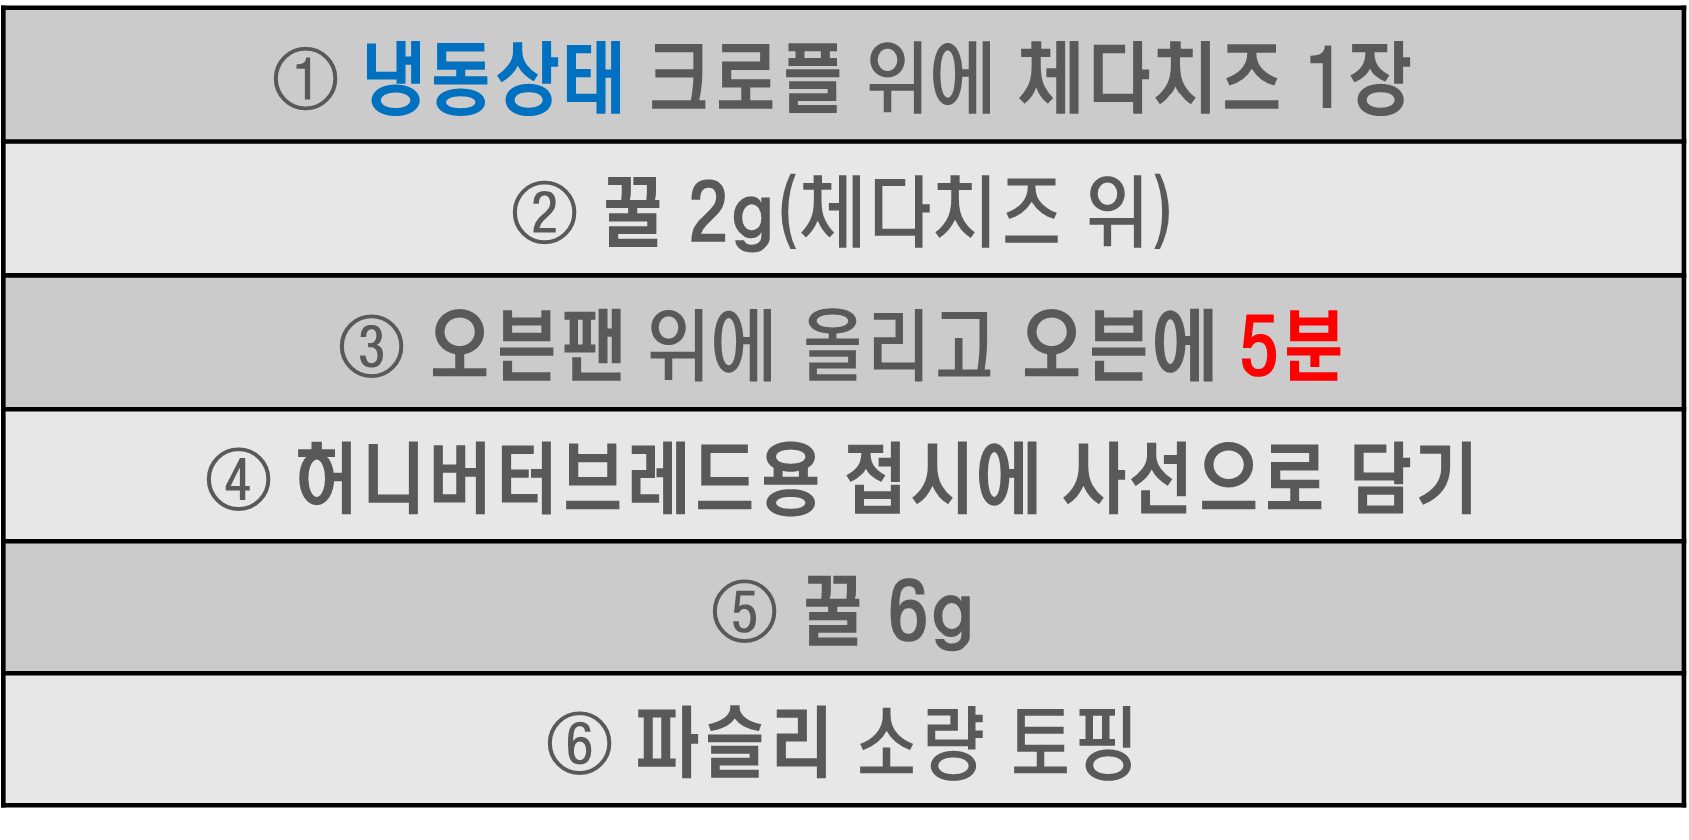 ① 냉동상태 크로플 위에 체다치즈 1장
② 꿀 2g(체다치즈 위)
③ 오븐팬 위에 올리고 오븐에 5분
④ 허니버터브레드용 접시에 사선으로 담기
⑤ 꿀 6g
⑥ 파슬리 소량 토핑